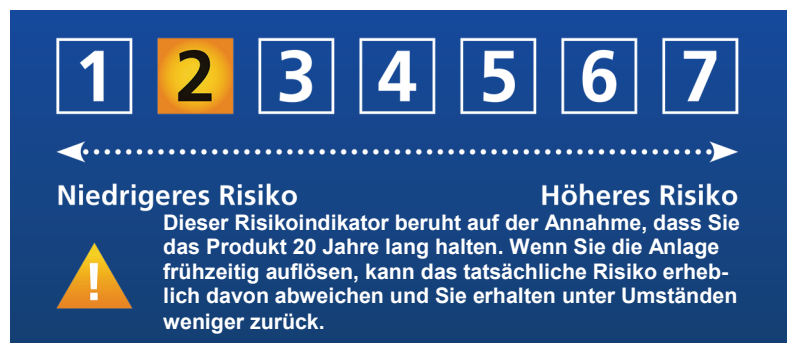 1 2 3 4 5 6 7
Niedrigeres Risiko Höheres Risiko
Dieser Risikoindikator beruht auf der Annahme, dass Sie
das Produkt 20 Jahre lang halten. Wenn Sie die Anlage
frühzeitig auflösen, kann das tatsächliche Risiko erheb-
lich davon abweichen und Sie erhalten unter Umständen
weniger zurück.
!